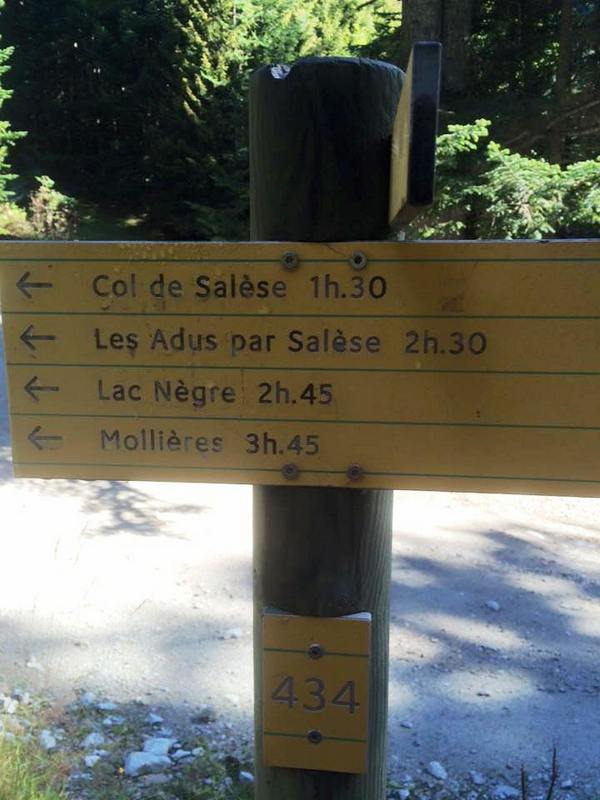 ← Col de Salèse 1h.30
← Les Adus par Salèse 2h.30
← Lac Nègre 2h.45
← Mollières 3h.45
434